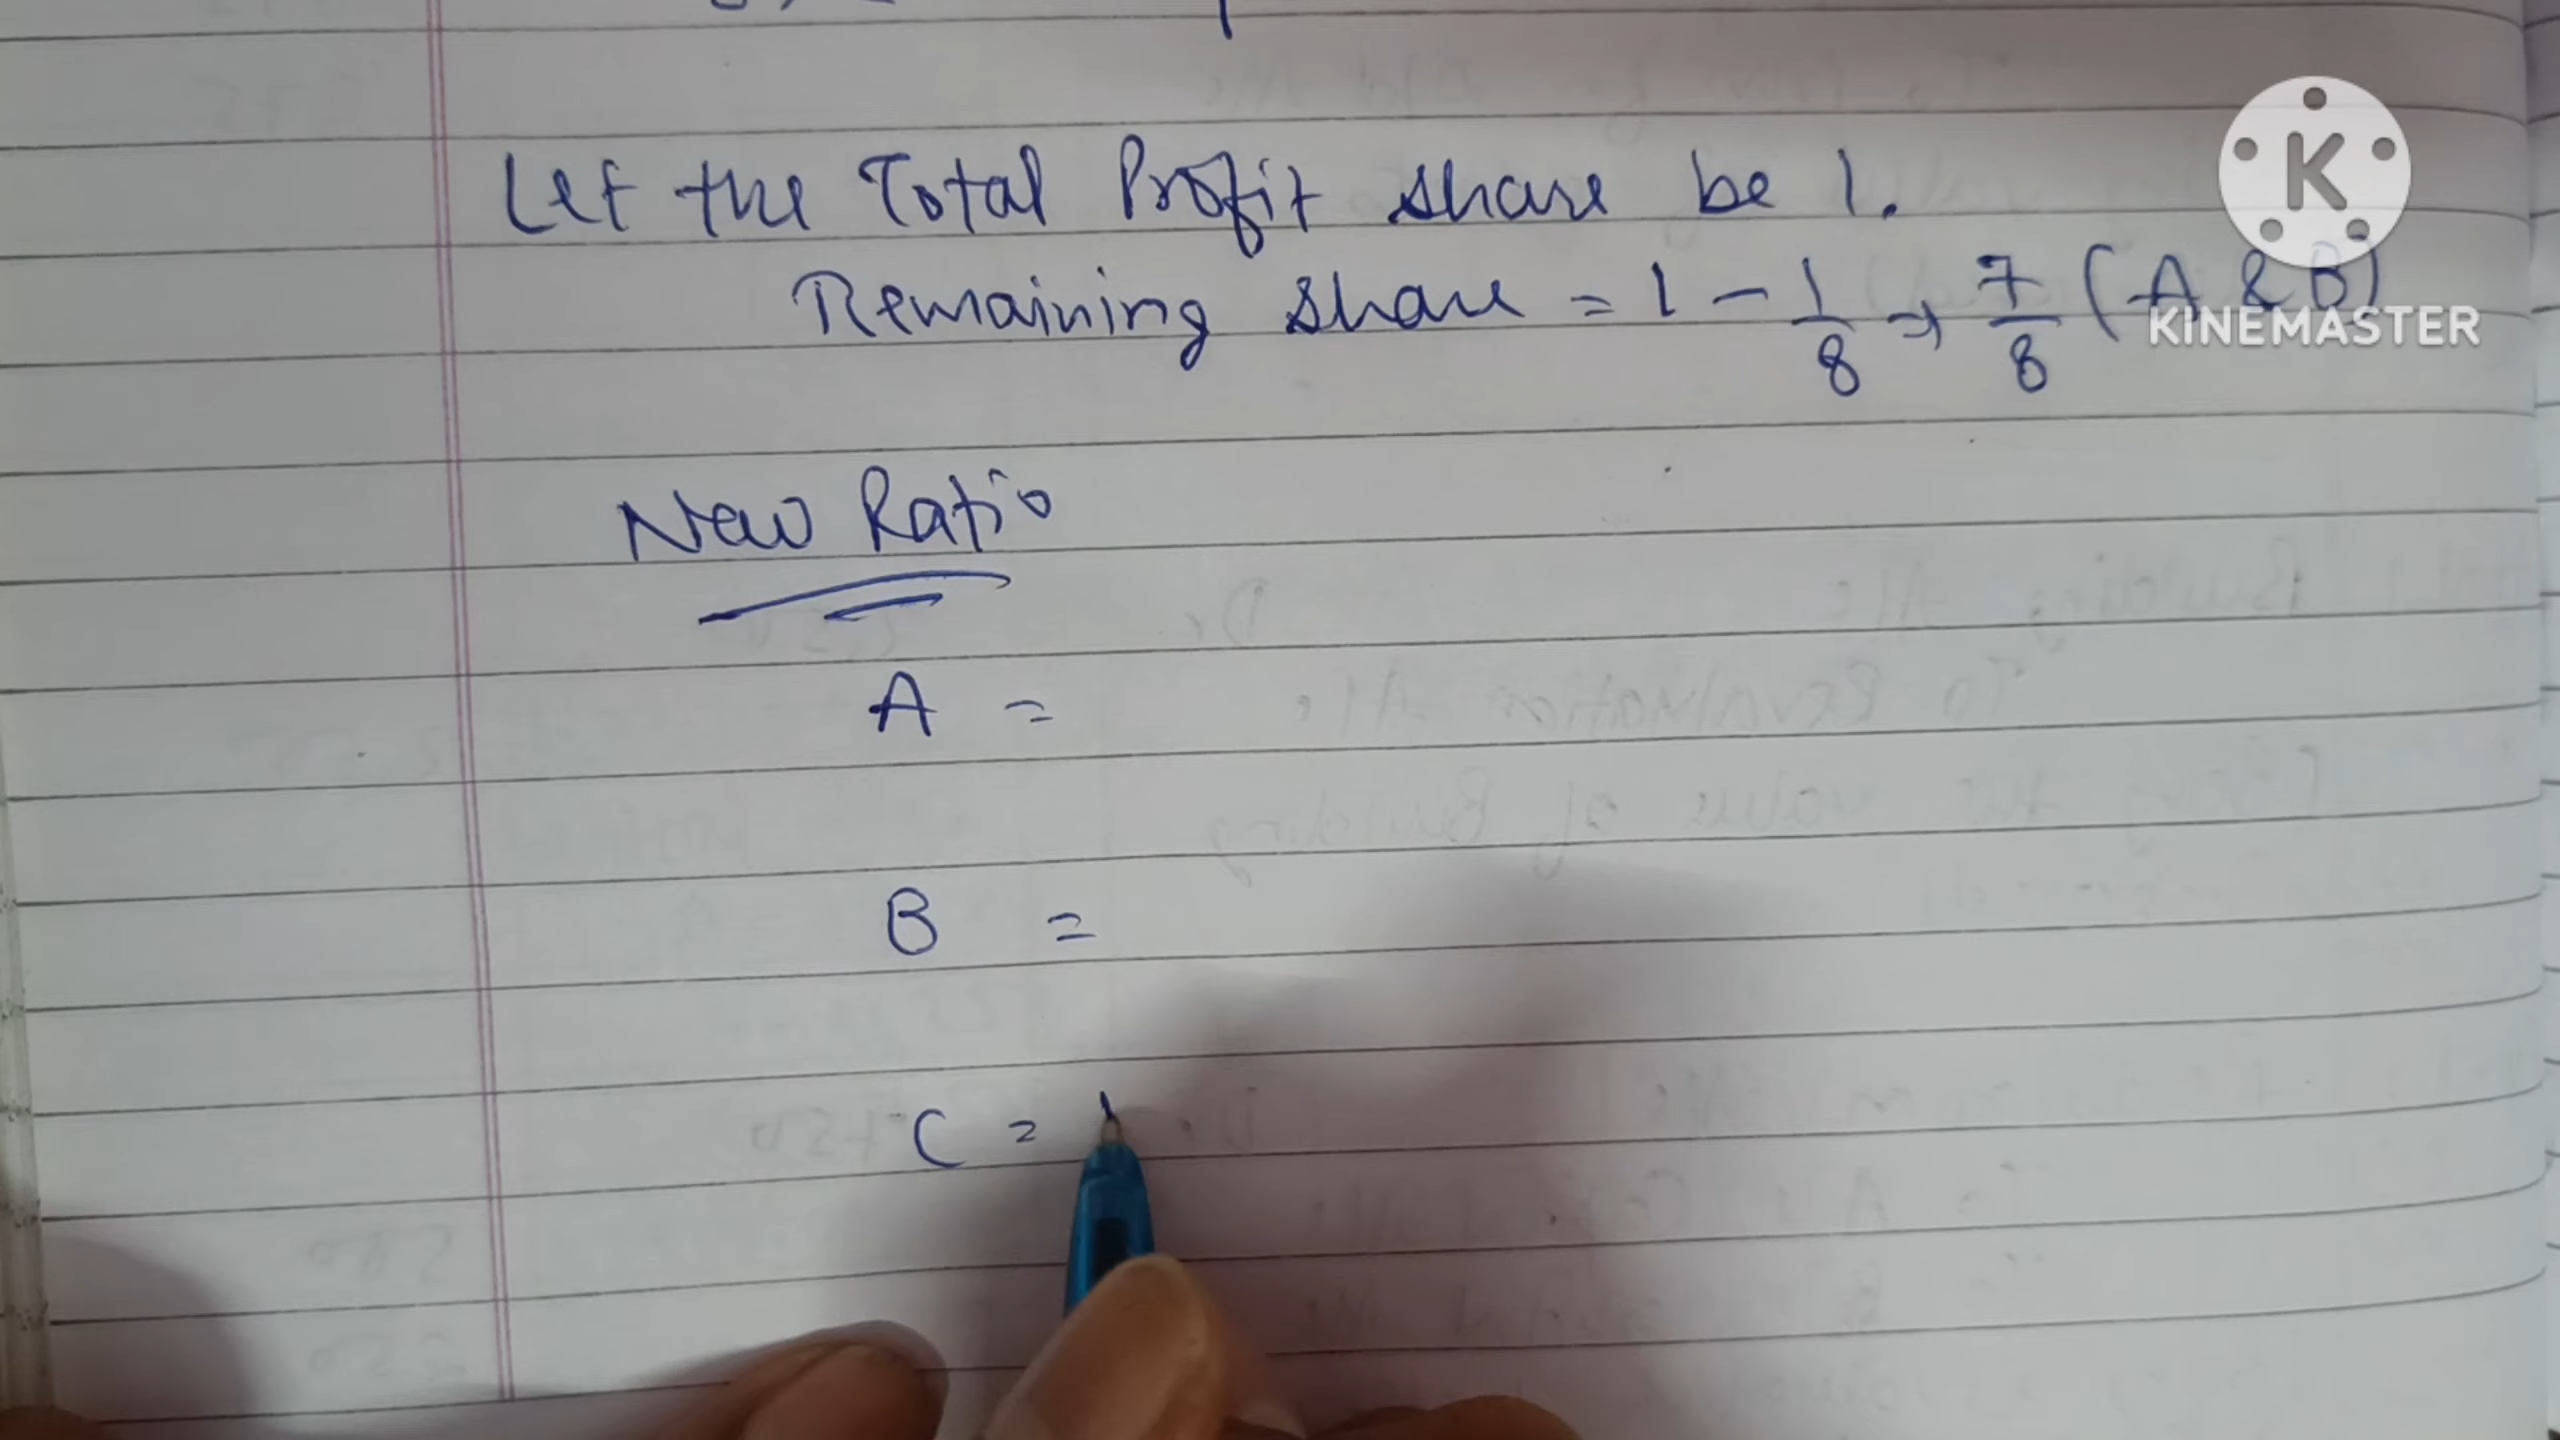 Let the Total Profit share be 1.
Remaining share = 1 - 1/8 → 7/8 (A & B)
K
KINEMASTER
New Ratio
A =
B =
C =